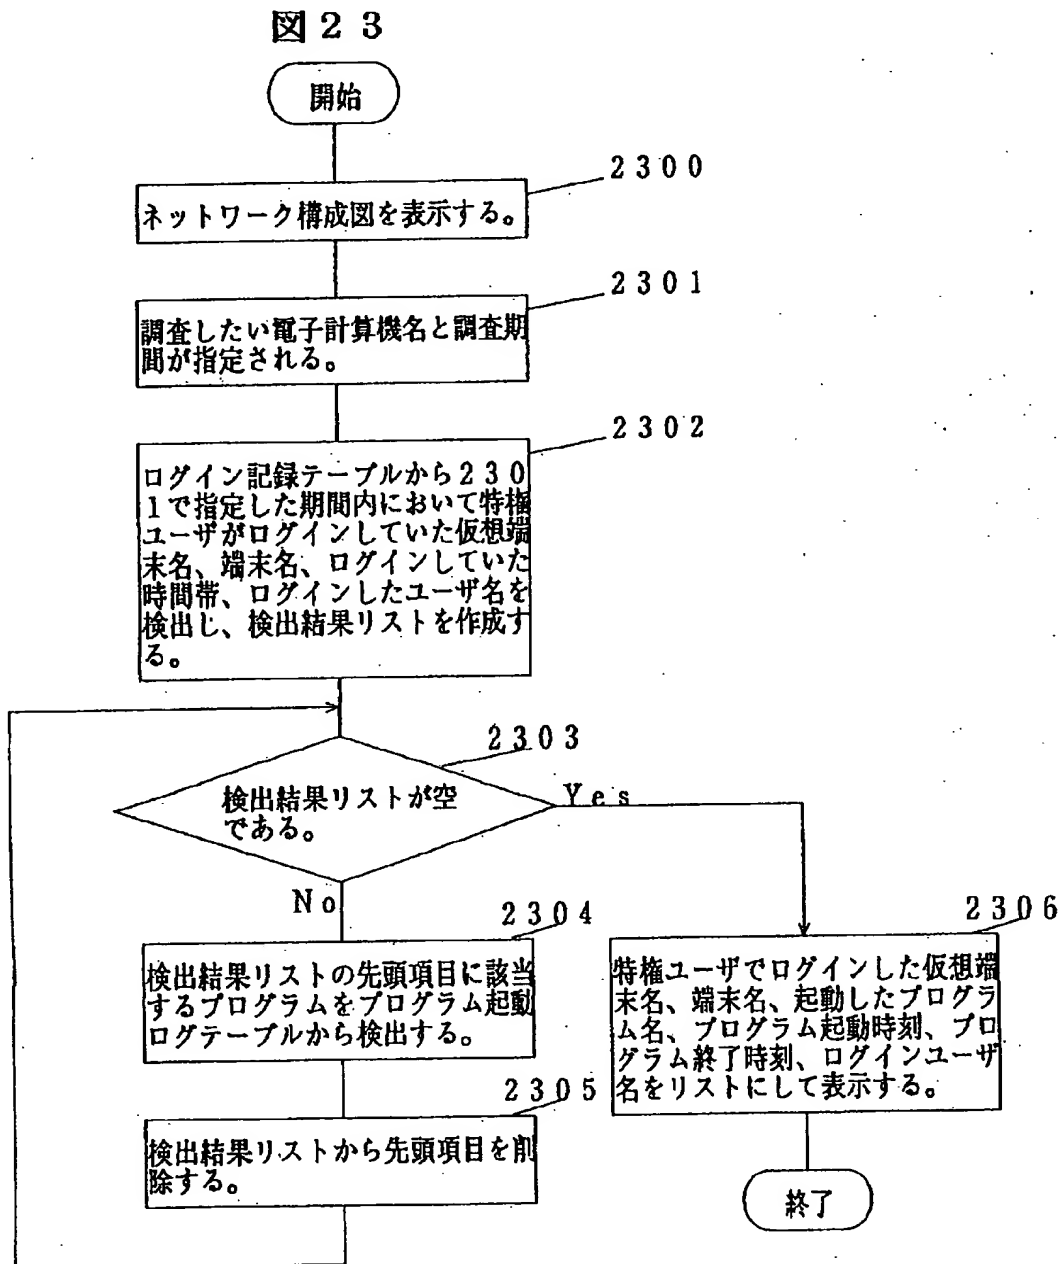 図23
開始
2300
ネットワーク構成図を表示する。
2301
調査したい電子計算機名と調査期
間が指定される。
2302
ログイン記録テーブルから230
1で指定した期間内において特権
ユーザがログインしていた仮想端
末名、端末名、ログインしていた
時間帯、ログインしたユーザ名を
検出し、検出結果リストを作成す
る。
2303
検出結果リストが空
である。
Yes
No
2304
検出結果リストの先頭項目に該当
するプログラムをプログラム起動
ログテーブルから検出する。
2305
検出結果リストから先頭項目を削
除する。
2306
特権ユーザでログインした仮想端
末名、端末名、起動したプログラ
ム名、プログラム起動時刻、プロ
グラム終了時刻、ログインユーザ
名をリストにして表示する。
終了